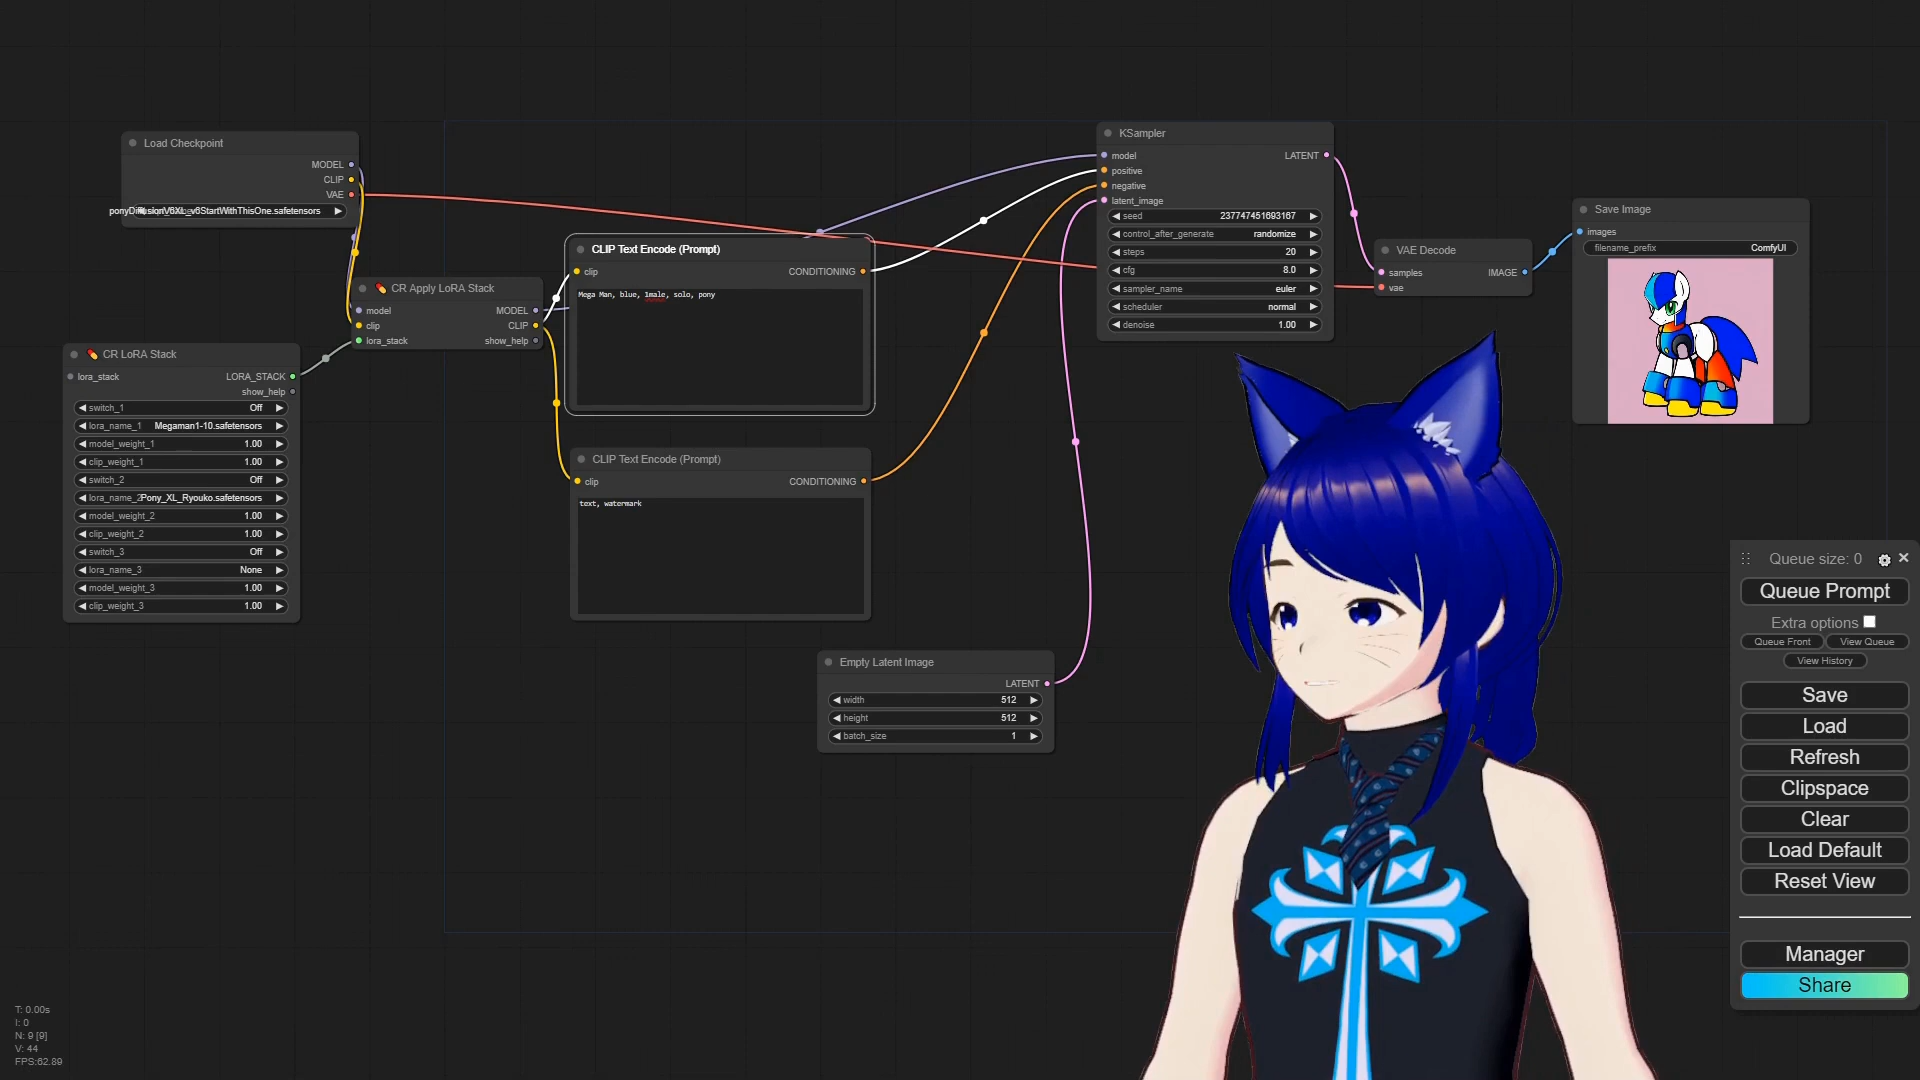 Load Checkpoint
MODEL
CLIP
VAE
ponyDiffusionV6XL_v6StartWithThisOne.safetensors
CR Apply LoRA Stack
model
MODEL
clip
CLIP
lora_stack
show_help
CR LoRA Stack
lora_stack
LORA_STACK
show_help
switch_1
Off
lora_name_1
Megaman1-10.safetensors
model_weight_1
1.00
clip_weight_1
1.00
switch_2
Off
lora_name_2
Pony_XL_Ryouko.safetensors
model_weight_2
1.00
clip_weight_2
1.00
switch_3
Off
lora_name_3
None
model_weight_3
1.00
clip_weight_3
1.00
CLIP Text Encode (Prompt)
clip
CONDITIONING
Mega Man, blue, 1male, solo, pony
CLIP Text Encode (Prompt)
clip
CONDITIONING
text, watermark
Empty Latent Image
LATENT
width
512
height
512
batch_size
1
KSampler
model
LATENT
positive
negative
latent_image
seed
237747451693167
control_after_generate
randomize
steps
20
cfg
8.0
sampler_name
euler
scheduler
normal
denoise
1.00
VAE Decode
samples
IMAGE
vae
Save Image
images
filename_prefix
ComfyUI
Queue size: 0
Queue Prompt
Extra options
Queue Front
View Queue
View History
Save
Load
Refresh
Clipspace
Clear
Load Default
Reset View
Manager
Share
T: 0.00s
I: 0
N: 9 [9]
V: 44
FPS:62.89